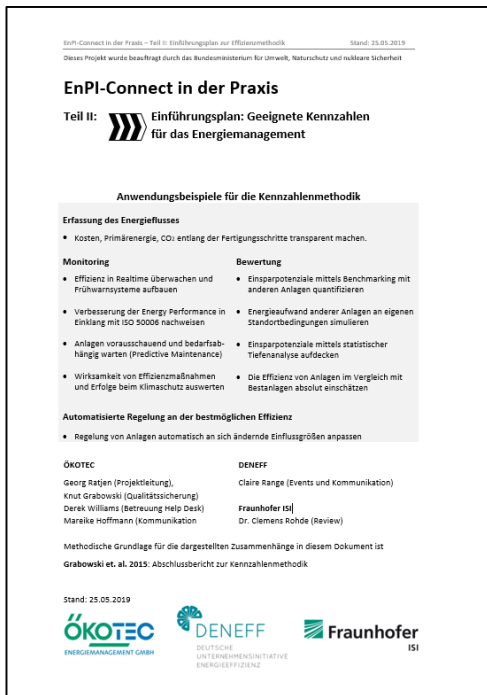 EnPI-Connect in der Praxis – Teil II: Einführungsplan zur Effizienzmethodik Stand: 25.05.2019
Dieses Projekt wurde beauftragt durch das Bundesministerium für Umwelt, Naturschutz und nukleare Sicherheit
EnPI-Connect in der Praxis
Teil II: Einführungsplan: Geeignete Kennzahlen
für das Energiemanagement
Anwendungsbeispiele für die Kennzahlenmethodik
Erfassung des Energieflusses
• Kosten, Primärenergie, CO₂ entlang der Fertigungsschritte transparent machen.
Monitoring
• Effizienz in Realtime überwachen und
Frühwarnsysteme aufbauen
• Verbesserung der Energy Performance in
Einklang mit ISO 50006 nachweisen
• Anlagen vorausschauend und bedarfsab-
hängig warten (Predictive Maintenance)
• Wirksamkeit von Effizienzmaßnahmen
und Erfolge beim Klimaschutz auswerten
Bewertung
• Einsparpotenziale mittels Benchmarking mit
anderen Anlagen quantifizieren
• Energieaufwand anderer Anlagen an eigenen
Standortbedingungen simulieren
• Einsparpotenziale mittels statistischer
Tiefenanalyse aufdecken
• Die Effizienz von Anlagen im Vergleich mit
Bestanlagen absolut einschätzen
Automatisierte Regelung an der bestmöglichen Effizienz
• Regelung von Anlagen automatisch an sich ändernde Einflussgrößen anpassen
ÖKOTEC
Georg Ratjen (Projektleitung),
Knut Grabowski (Qualitätssicherung)
Derek Williams (Betreuung Help Desk)
Mareike Hoffmann (Kommunikation
DENEFF
Claire Range (Events und Kommunikation)
Fraunhofer ISI
Dr. Clemens Rohde (Review)
Methodische Grundlage für die dargestellten Zusammenhänge in diesem Dokument ist
Grabowski et. al. 2015: Abschlussbericht zur Kennzahlenmethodik
Stand: 25.05.2019
ÖKOTEC
ENERGIEMANAGEMENT GMBH
DENEFF
DEUTSCHE
UNTERNEHMENSINITIATIVE
ENERGIEEFFIZIENZ
Fraunhofer
ISI